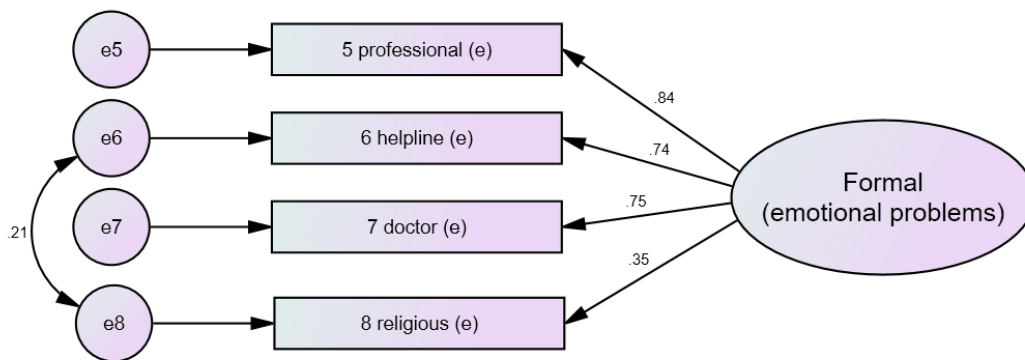 e5
5 professional (e)
.84
e6
6 helpline (e)
.74
Formal
(emotional problems)
e7
7 doctor (e)
.75
.21
.35
e8
8 religious (e)